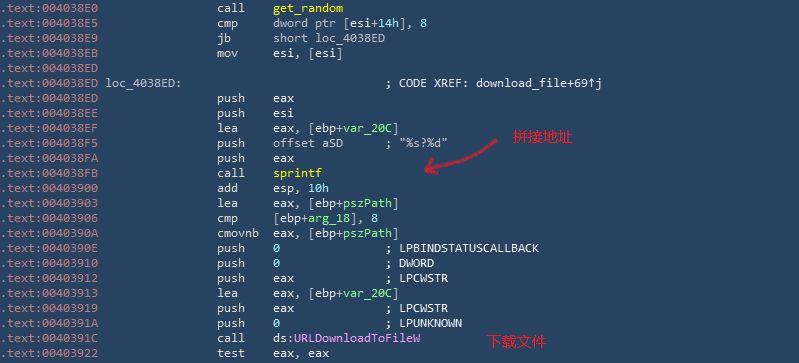 .text:004038E0 call get_random
.text:004038E5 cmp dword ptr [esi+14h], 8
.text:004038E9 jb short loc_4038ED
.text:004038EB mov esi, [esi]
.text:004038ED
.text:004038ED loc_4038ED: ; CODE XREF: download_file+69↑j
.text:004038ED push eax
.text:004038EE push esi
.text:004038EF lea eax, [ebp+var_20C]
.text:004038F5 push offset aSD ; "%s?%d"
.text:004038FA push eax
拼接地址
.text:004038FB call sprintf
.text:00403900 add esp, 10h
.text:00403903 lea eax, [ebp+pszPath]
.text:00403906 cmp [ebp+arg_18], 8
.text:0040390A cmovnb eax, [ebp+pszPath]
.text:0040390E push 0 ; LPBINDSTATUSCALLBACK
.text:00403910 push 0 ; DWORD
.text:00403912 push eax ; LPCWSTR
.text:00403913 lea eax, [ebp+var_20C]
.text:00403919 push eax ; LPCWSTR
.text:0040391A push 0 ; LPUNKNOWN
.text:0040391C call ds:URLDownloadToFileW
下载文件
.text:00403922 test eax, eax